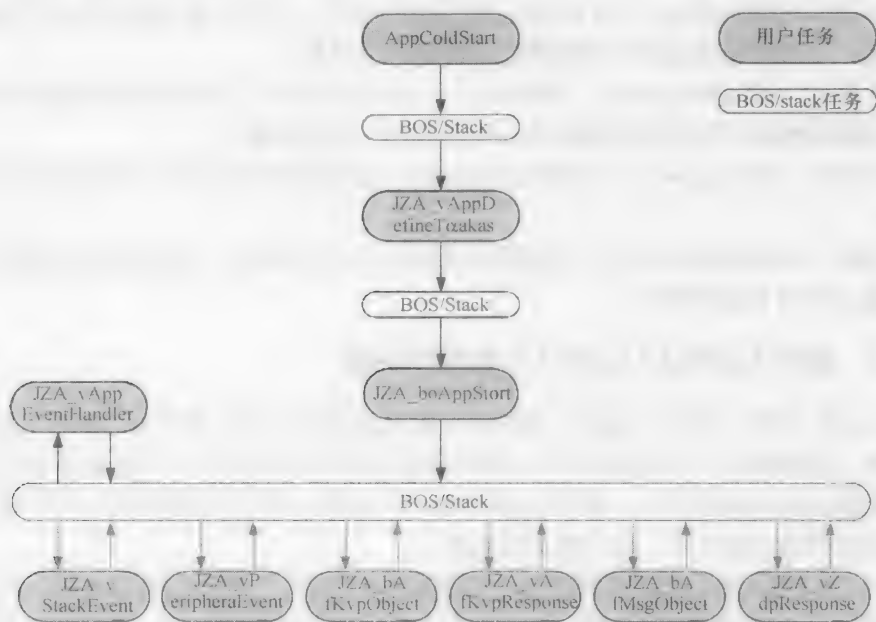 AppColdStart
用户任务
BOS/Stack
BOS/stack任务
JZA_vAppD
efineTαakas
BOS/Stack
JZA_boAppStort
JZA_vApp
EventHandler
BOS/Stack
JZA_v
StackEvent
JZA_vP
eripheralEvent
JZA_bA
fKvpObject
JZA_vA
fKvpResponse
JZA_bA
fMsgObject
JZA_vZ
dpResponse